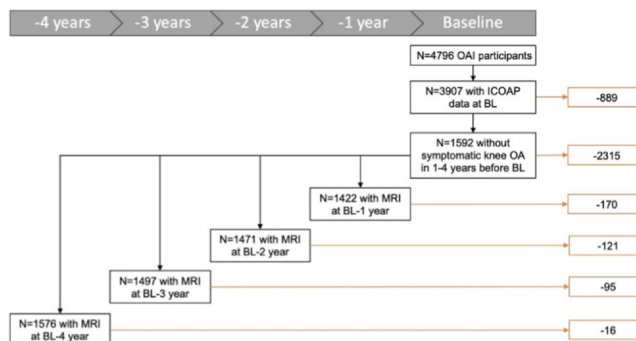 -4 years -3 years -2 years -1 year Baseline
N=4796 OAI participants
N=3907 with ICOAP
data at BL
-889
N=1592 without
symptomatic knee OA
in 1-4 years before BL
-2315
N=1422 with MRI
at BL-1 year
-170
N=1471 with MRI
at BL-2 year
-121
N=1497 with MRI
at BL-3 year
-95
N=1576 with MRI
at BL-4 year
-16